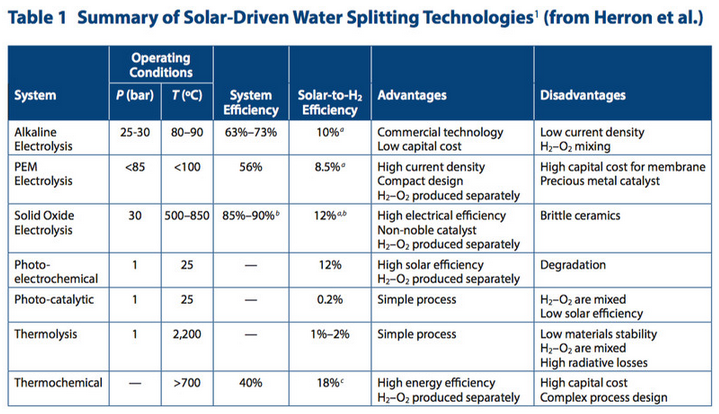 Table 1 Summary of Solar-Driven Water Splitting Technologies¹ (from Herron et al.)
Operating
Conditions
System P (bar) T (ºC) System
Efficiency Solar-to-H₂
Efficiency Advantages Disadvantages
Alkaline
Electrolysis 25-30 80–90 63%–73% 10%ᵃ Commercial technology
Low capital cost Low current density
H₂–O₂ mixing
PEM
Electrolysis <85 <100 56% 8.5%ᵃ High current density
Compact design
H₂–O₂ produced separately High capital cost for membrane
Precious metal catalyst
Solid Oxide
Electrolysis 30 500–850 85%–90%ᵇ 12%ᵃ,ᵇ High electrical efficiency
Non-noble catalyst
H₂–O₂ produced separately Brittle ceramics
Photo-
electrochemical 1 25 — 12% High solar efficiency
H₂–O₂ produced separately Degradation
Photo-catalytic 1 25 — 0.2% Simple process H₂–O₂ are mixed
Low solar efficiency
Thermolysis 1 2,200 — 1%–2% Simple process Low materials stability
H₂–O₂ are mixed
High radiative losses
Thermochemical — >700 40% 18%ᶜ High energy efficiency
H₂–O₂ produced separately High capital cost
Complex process design